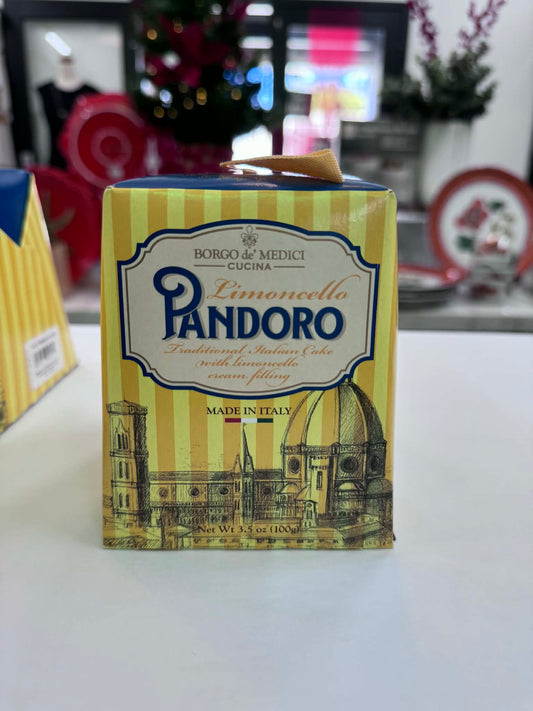 BORGO de' MEDICI
CUCINA
Limoncello
PANDORO
Traditional Italian Cake
with limoncello
cream filling
MADE IN ITALY
Net Wt 3.5 oz (100g)